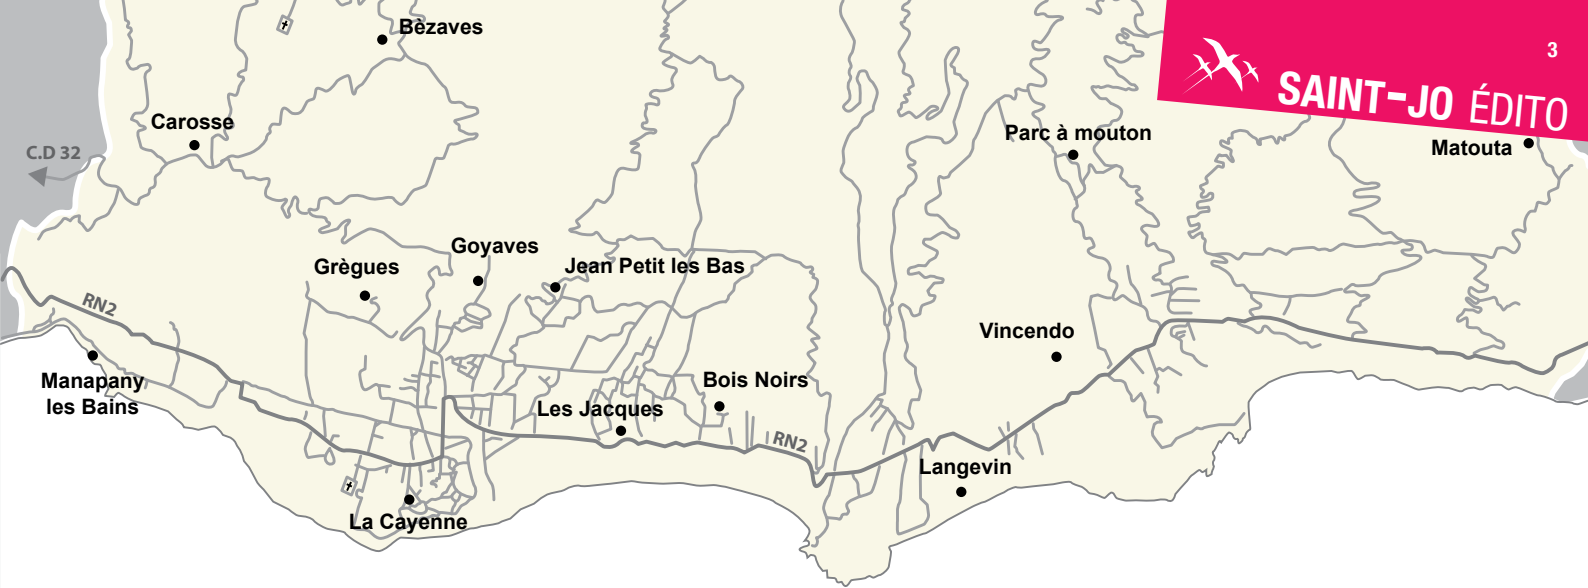 3
SAINT-JO ÉDITO
Bèzaves
Carosse
C.D 32
Parc à mouton
Matouta
Goyaves
Grègues
Jean Petit les Bas
RN2
Vincendo
Manapany
les Bains
Bois Noirs
Les Jacques
RN2
Langevin
La Cayenne